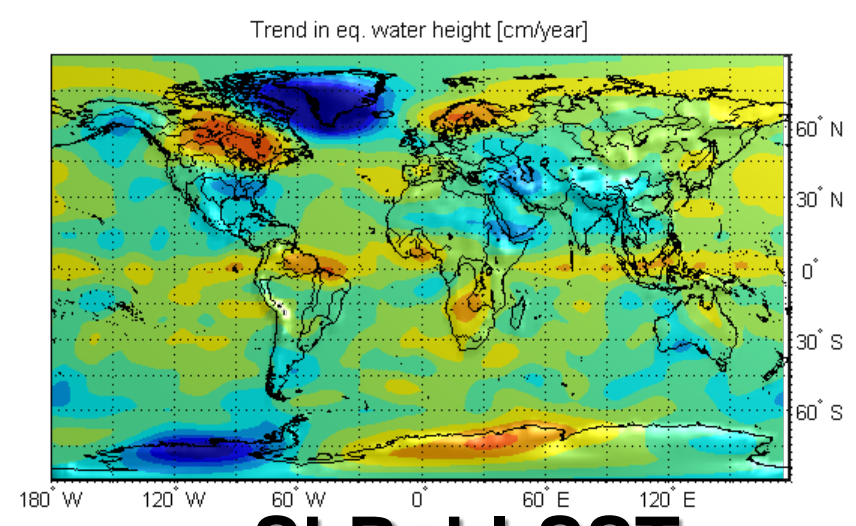 Trend in eq. water height [cm/year]
60° N
30° N
0°
30° S
60° S
180° W 120° W 60° W 0° 60° E 120° E